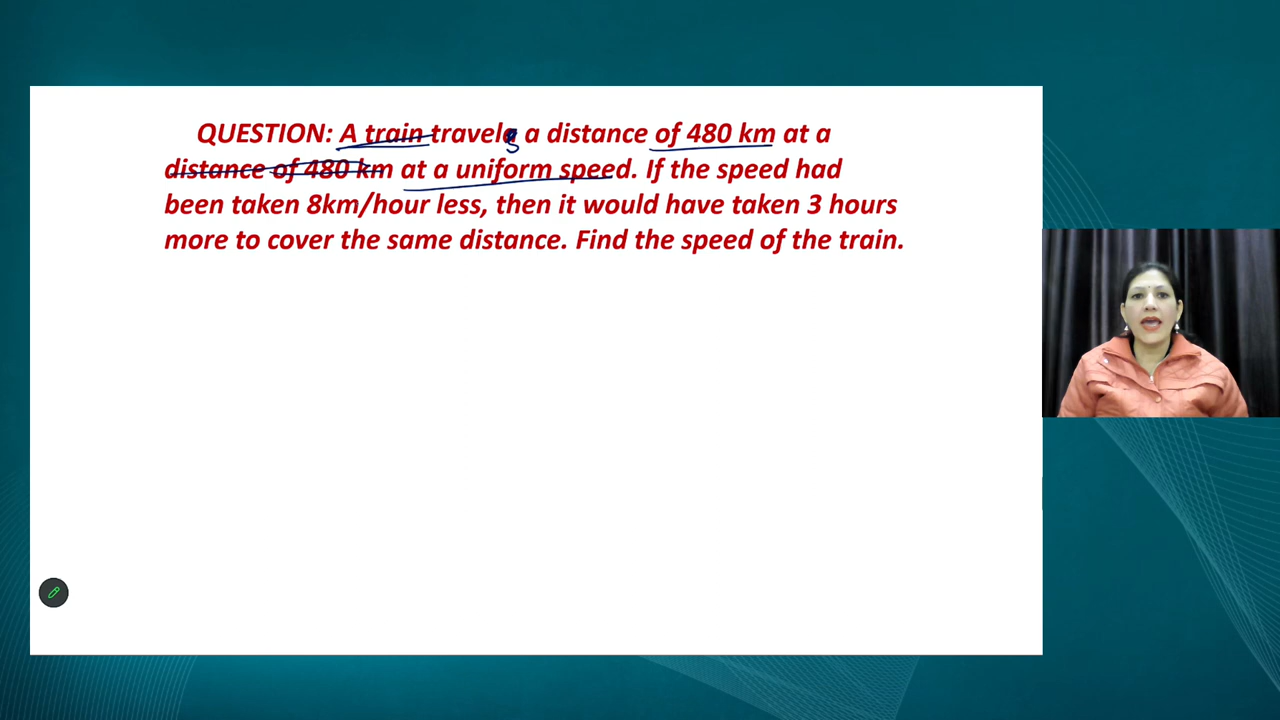 QUESTION: A train travels a distance of 480 km at a
distance of 480 km at a uniform speed. If the speed had
been taken 8km/hour less, then it would have taken 3 hours
more to cover the same distance. Find the speed of the train.